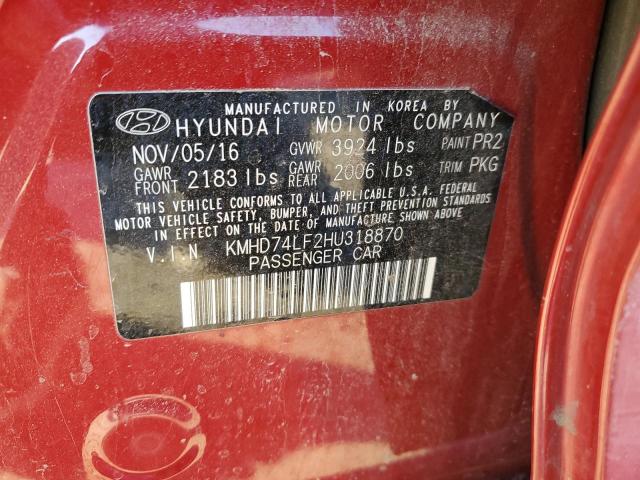 MANUFACTURED IN KOREA BY
HYUNDAI MOTOR COMPANY
NOV/05/16 GVWR 3924 lbs PAINT PR2
GAWR FRONT 2183 lbs GAWR REAR 2006 lbs TRIM PKG
THIS VEHICLE CONFORMS TO ALL APPLICABLE U.S.A. FEDERAL
MOTOR VEHICLE SAFETY, BUMPER, AND THEFT PREVENTION STANDARDS
IN EFFECT ON THE DATE OF MANUFACTURE SHOWN ABOVE.
V.I.N KMHD74LF2HU318870
PASSENGER CAR